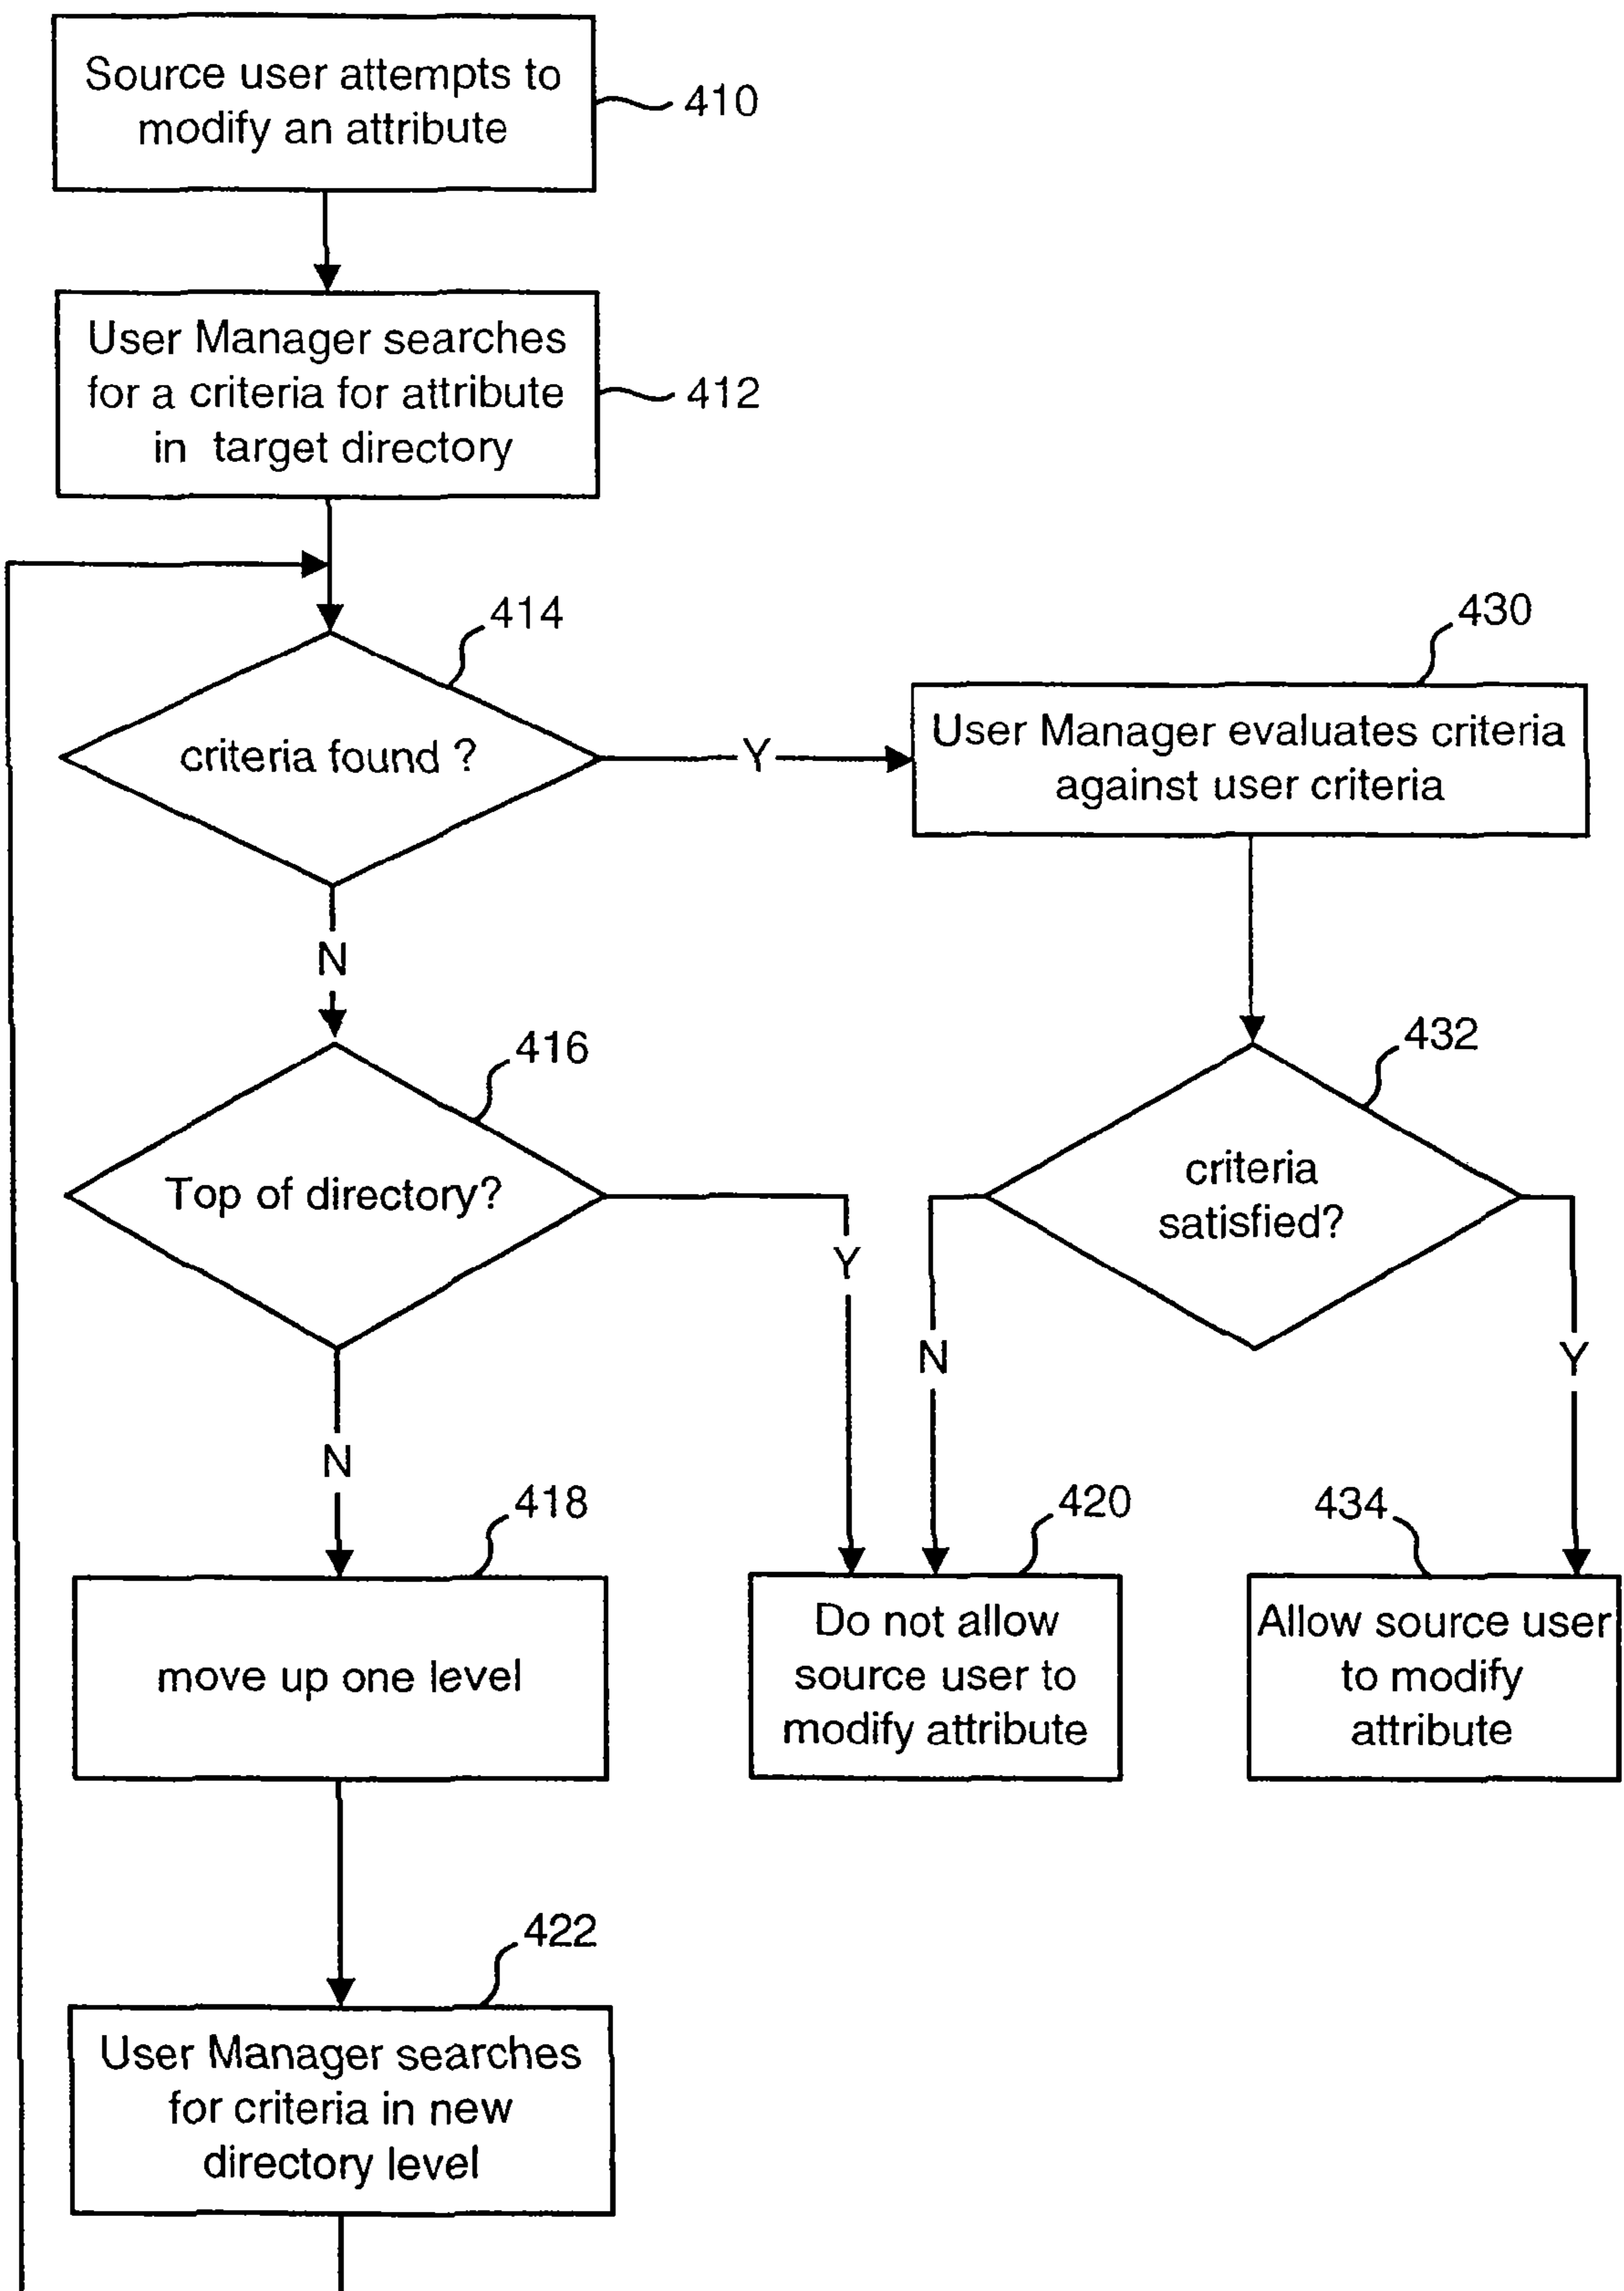 Source user attempts to
modify an attribute
410
User Manager searches
for a criteria for attribute
in target directory
412
414
criteria found ?
Y
430
User Manager evaluates criteria
against user criteria
N
416
Top of directory?
Y
432
criteria
satisfied?
N
Y
N
418
move up one level
420
Do not allow
source user to
modify attribute
434
Allow source user
to modify
attribute
422
User Manager searches
for criteria in new
directory level